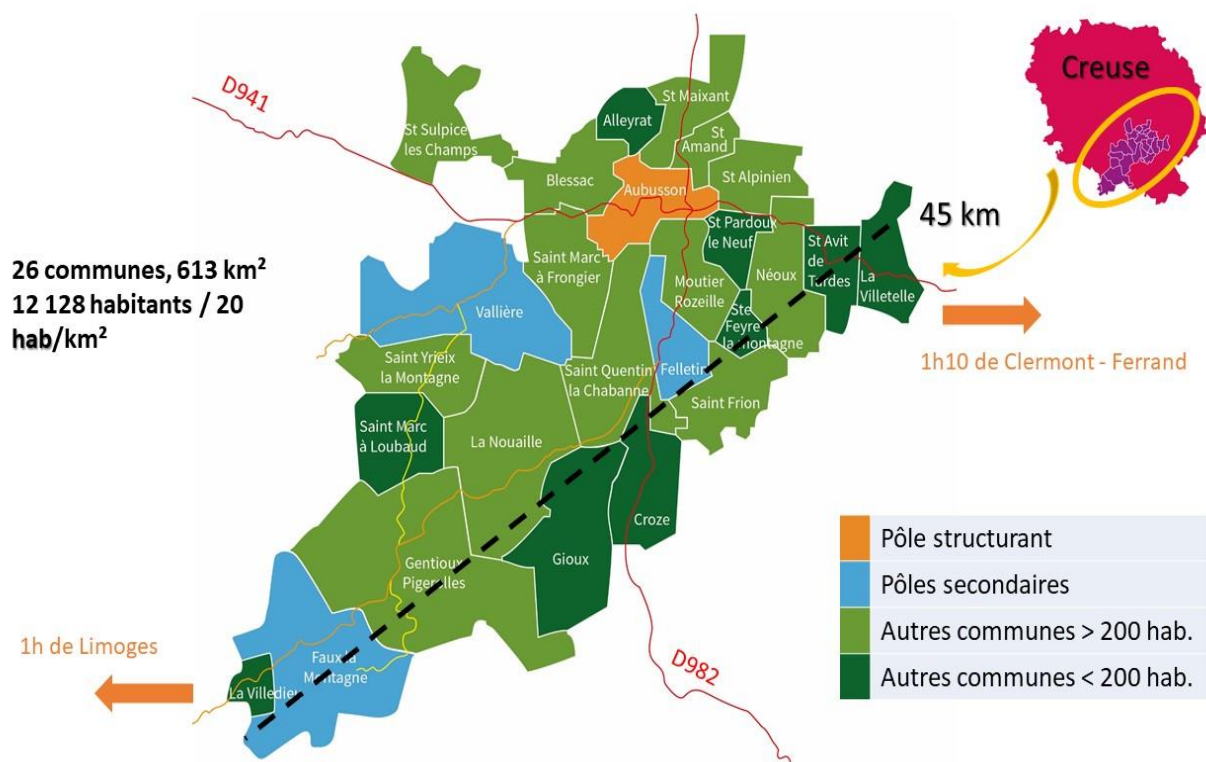 D941
Creuse
St Sulpice
les Champs
Alleyrat
St Maixant
St
Amand
Blessac
Aubusson
St Alpinien
45 km
St Pardoux
le Neuf
St Avit
de
Tardes
La
Villetelle
26 communes, 613 km²
12 128 habitants / 20
hab/km²
Saint Marc
à Frongier
Moutier
Rozeille
Néoux
Vallière
Ste
Feyre
la montagne
1h10 de Clermont - Ferrand
Saint Yrieix
la Montagne
Saint Quentin
la Chabanne
Felletin
Saint Frion
Saint Marc
à Loubaud
La Nouaille
Croze
Gioux
Gentioux
Pigerolles
Pôle structurant
Pôles secondaires
Autres communes > 200 hab.
Autres communes < 200 hab.
1h de Limoges
Faux la
Montagne
La Villedieu
D982